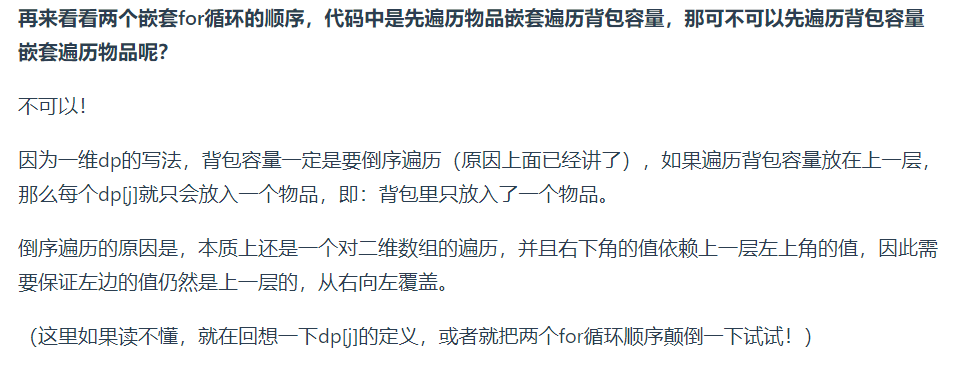 再来看看两个嵌套for循环的顺序，代码中是先遍历物品嵌套遍历背包容量，那可不可以先遍历背包容量
嵌套遍历物品呢？
不可以！
因为一维dp的写法，背包容量一定是要倒序遍历（原因上面已经讲了），如果遍历背包容量放在上一层，
那么每个dp[j]就只会放入一个物品，即：背包里只放入了一个物品。
倒序遍历的原因是，本质上还是一个对二维数组的遍历，并且右下角的值依赖上一层左上角的值，因此需
要保证左边的值仍然是上一层的，从右向左覆盖。
（这里如果读不懂，就在回想一下dp[j]的定义，或者就把两个for循环顺序颠倒一下试试！）